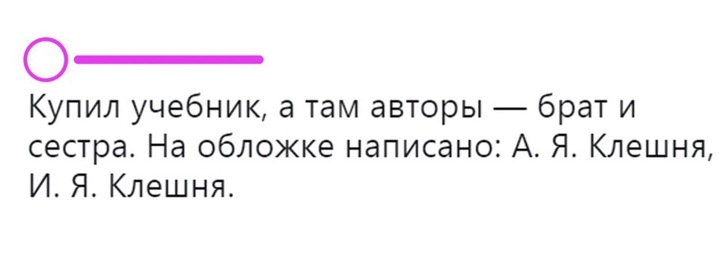 Купил учебник, а там авторы — брат и
сестра. На обложке написано: А. Я. Клешня,
И. Я. Клешня.